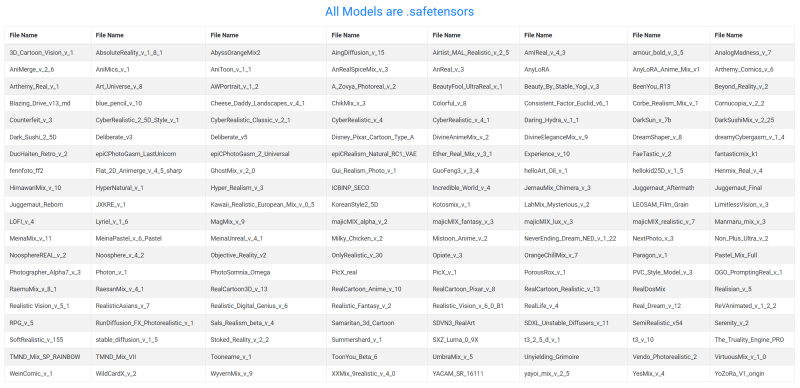 All Models are .safetensors
File Name File Name File Name File Name File Name File Name File Name File Name
3D_Cartoon_Vision_v_1 AbsoluteReality_v_1_8_1 AbyssOrangeMix2 AingDiffusion_v_15 Airtist_MAL_Realistic_v_2_5 AmIReal_v_4_3 amour_bold_v_3_5 AnalogMadness_v_7
AniMerge_v_2_6 AniMics_v_1 AniToon_v_1_1 AnRealSpiceMix_v_3 AnReal_v_3 AnyLORA AnyLORA_Anime_Mix_v1 Arthemy_Comics_v_6
Arthemy_Real_v_1 Art_Universe_v_8 AWPortrait_v_1_2 A_Zovya_Photoreal_v_2 BeautyFool_UltraReal_v_1 Beauty_By_Stable_Yogi_v_3 BeenYou_R13 Beyond_Reality_v_2
Blazing_Drive_v13_md blue_pencil_v_10 Cheese_Daddy_Landscapes_v_4_1 ChikMix_v_3 Colorful_v_8 Consistent_Factor_Euclid_v6_1 Corbe_Realism_Mix_v_1 Cornucopia_v_2_2
Counterfeit_v_3 CyberRealistic_2_5D_Style_v_1 CyberRealistic_Classic_v_2_1 CyberRealistic_v_4 CyberRealistic_v_4_1 Daring_Hydra_v_1_1 DarkSun_v_7b DarkSushiMix_v_2_25
Dark_Sushi_2_5D Deliberate_v3 Deliberate_v5 Disney_Pixar_Cartoon_Type_A DivineAnimeMix_v_2 DivineEleganceMix_v_9 DreamShaper_v_8 dreamyCybergasm_v_1_4
DucHaiten_Retro_v_2 epiCPhotoGasm_LastUnicorn epiCPhotoGasm_Z_Universal epiCRealism_Natural_RC1_VAE Ether_Real_Mix_v_3_1 Experience_v_10 FaeTastic_v_2 fantasticmix_k1
fennfoto_ff2 Flat_2D_Animerge_v_4_5_sharp GhostMix_v_2_0 Gui_Realism_Photo_v_1 GuoFeng3_v_3_4 helloArt_Oil_v_1 hellokid25D_v_1_5 Henmix_Real_v_4
HimawariMix_v_10 HyperNatural_v_1 Hyper_Realism_v_3 ICBINP_SECO Incredible_World_v_4 JernauMix_Chimera_v_3 Juggernaut_Aftermath Juggernaut_Final
Juggernaut_Reborn JXKRE_v_1 Kawaii_Realistic_European_Mix_v_0_5 KoreanStyle2_5D Kotosmix_v_1 LahMix_Mysterious_v_2 LEOSAM_Film_Grain LimitlessVision_v_3
LOFI_v_4 Lyriel_v_1_6 MagMix_v_9 majicMIX_alpha_v_2 majicMIX_fantasy_v_3 majicMIX_lux_v_3 majicMIX_realistic_v_7 Manmaru_mix_v_3
MeinaMix_v_11 MeinaPastel_v_6_Pastel MeinaUnreal_v_4_1 Milky_Chicken_v_2 Mistoon_Anime_v_2 NeverEnding_Dream_NED_v_1_22 NextPhoto_v_3 Non_Plus_Ultra_v_2
NoosphereREAL_v_2 Noosphere_v_4_2 Objective_Reality_v2 OnlyRealistic_v_30 Opiate_v_3 OrangeChillMix_v_7 Paragon_v_1 Pastel_Mix_Full
Photographer_Alpha7_v_3 Photon_v_1 PhotoSomnia_Omega PicX_real PicX_v_1 PorousRox_v_1 PVC_Style_Model_v_3 QGO_PromptingReal_v_1
RaemuMix_v_8_1 RaesanMix_v_4_1 RealCartoon3D_v_13 RealCartoon_Anime_v_10 RealCartoon_Pixar_v_8 RealCartoon_Realistic_v_13 RealDosMix Realisian_v_5
Realistic Vision_v_5_1 RealisticAsians_v_7 Realistic_Digital_Genius_v_6 Realistic_Fantasy_v_2 Realistic_Vision_v_6_0_B1 RealLife_v_4 Real_Dream_v_12 ReVAnimated_v_1_2_2
RPG_v_5 RunDiffusion_FX_Photorealistic_v_1 Sals_Realism_beta_v_4 Samaritan_3d_Cartoon SDVN3_RealArt SDXL_Unstable_Diffusers_v_11 SemiRealistic_v54 Serenity_v_2
SoftRealistic_v_155 stable_diffusion_v_1_5 Stoked_Reality_v_2_2 Summershard_v_1 SXZ_Luma_0_9X t3_2_5_d_v_1 t3_v_10 The_Truality_Engine_PRO
TMND_Mix_SP_RAINBOW TMND_Mix_VII Tooneame_v_1 ToonYou_Beta_6 UmbraMix_v_5 Unyielding_Grimoire Vendo_Photorealistic_2 VirtuousMix_v_1_0
WeinComic_v_1 WildCardX_v_2 WyvernMix_v_9 XXMix_9realistic_v_4_0 YACAM_SR_16111 yayoi_mix_v_2_5 YesMix_v_4 YoZoRa_V1_origin